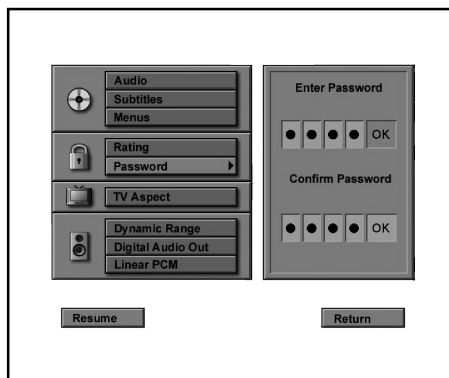 Audio
Subtitles
Menus
Rating
Password
TV Aspect
Dynamic Range
Digital Audio Out
Linear PCM
Enter Password
OK
Confirm Password
OK
Resume
Return